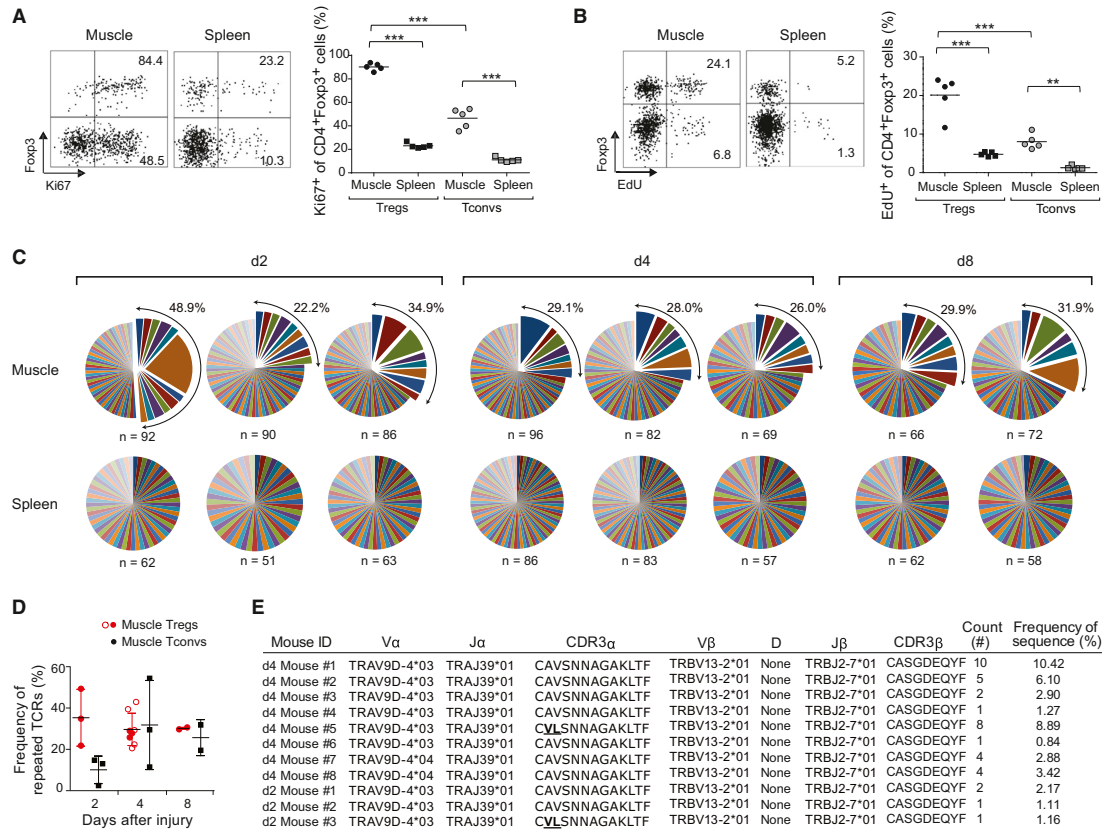 A
Muscle
Spleen
84.4
23.2
48.5
10.3
Foxp3
Ki67
Ki67⁺ of CD4⁺Foxp3⁺ cells (%)
100
80
60
40
20
0
***
***
***
Muscle Spleen Muscle Spleen
Tregs
Tconvs
B
Muscle
Spleen
24.1
5.2
6.8
1.3
Foxp3
EdU
EdU⁺ of CD4⁺Foxp3⁺ cells (%)
30
20
10
0
***
***
**
Muscle Spleen Muscle Spleen
Tregs
Tconvs
C
d2
d4
d8
48.9%
22.2%
34.9%
29.1%
28.0%
26.0%
29.9%
31.9%
Muscle
n = 92
n = 90
n = 86
n = 96
n = 82
n = 69
n = 66
n = 72
Spleen
n = 62
n = 51
n = 63
n = 86
n = 83
n = 57
n = 62
n = 58
D
Muscle Tregs
Muscle Tconvs
Frequency of
repeated TCRs (%)
60
40
20
0
2 4 8
Days after injury
E
Mouse ID Vα Jα CDR3α Vβ D Jβ CDR3β Count (#) Frequency of sequence (%)
d4 Mouse #1 TRAV9D-4*03 TRAJ39*01 CAVSNNAGAKLTF TRBV13-2*01 None TRBJ2-7*01 CASGDEQYF 10 10.42
d4 Mouse #2 TRAV9D-4*03 TRAJ39*01 CAVSNNAGAKLTF TRBV13-2*01 None TRBJ2-7*01 CASGDEQYF 5 6.10
d4 Mouse #3 TRAV9D-4*03 TRAJ39*01 CAVSNNAGAKLTF TRBV13-2*01 None TRBJ2-7*01 CASGDEQYF 2 2.90
d4 Mouse #4 TRAV9D-4*03 TRAJ39*01 CAVSNNAGAKLTF TRBV13-2*01 None TRBJ2-7*01 CASGDEQYF 1 1.27
d4 Mouse #5 TRAV9D-4*03 TRAJ39*01 CVLSNNAGAKLTF TRBV13-2*01 None TRBJ2-7*01 CASGDEQYF 8 8.89
d4 Mouse #6 TRAV9D-4*03 TRAJ39*01 CAVSNNAGAKLTF TRBV13-2*01 None TRBJ2-7*01 CASGDEQYF 1 0.84
d4 Mouse #7 TRAV9D-4*04 TRAJ39*01 CAVSNNAGAKLTF TRBV13-2*01 None TRBJ2-7*01 CASGDEQYF 4 2.88
d4 Mouse #8 TRAV9D-4*04 TRAJ39*01 CAVSNNAGAKLTF TRBV13-2*01 None TRBJ2-7*01 CASGDEQYF 4 3.42
d2 Mouse #1 TRAV9D-4*03 TRAJ39*01 CAVSNNAGAKLTF TRBV13-2*01 None TRBJ2-7*01 CASGDEQYF 2 2.17
d2 Mouse #2 TRAV9D-4*03 TRAJ39*01 CAVSNNAGAKLTF TRBV13-2*01 None TRBJ2-7*01 CASGDEQYF 1 1.11
d2 Mouse #3 TRAV9D-4*03 TRAJ39*01 CVLSNNAGAKLTF TRBV13-2*01 None TRBJ2-7*01 CASGDEQYF 1 1.16